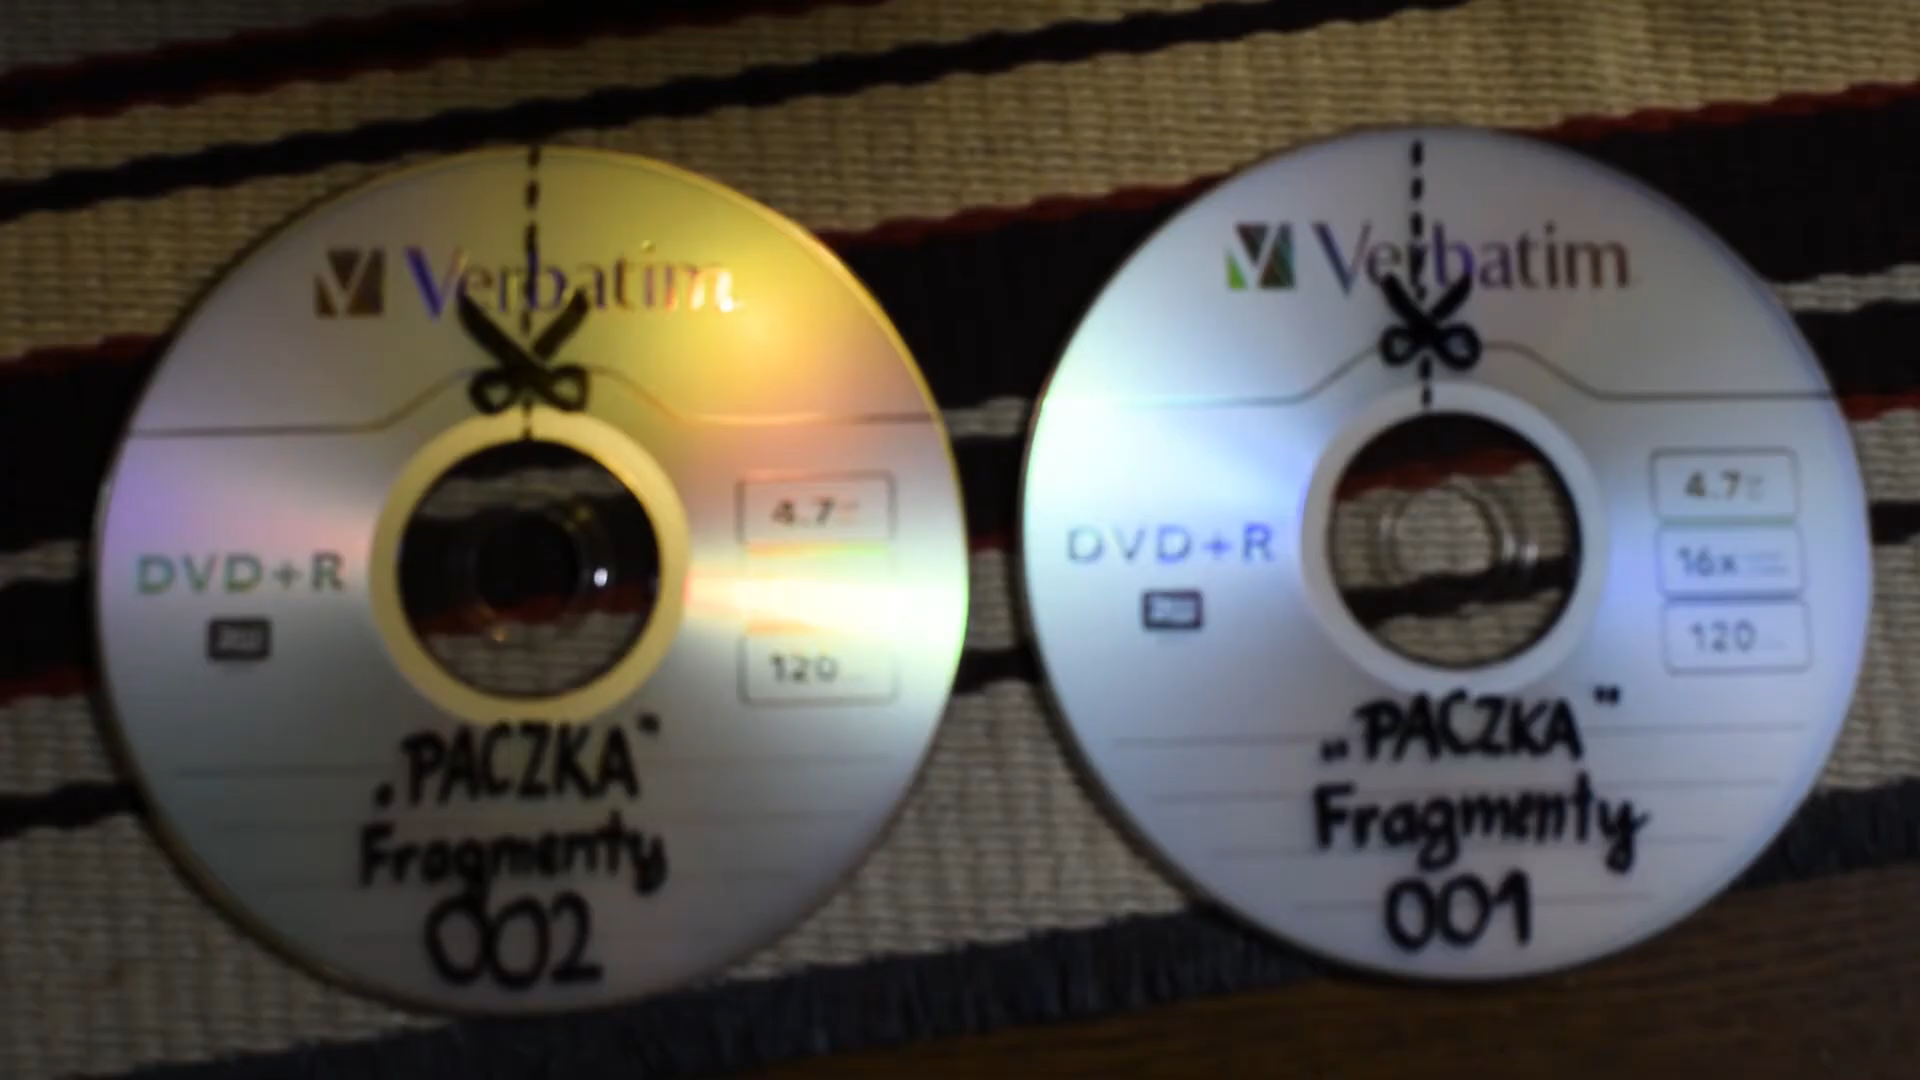 Verbatim
DVD+R
4.7
120
„PACZKA"
Fragmenty
002
Verbatim
DVD+R
4.7
16x
120
„PACZKA"
Fragmenty
001